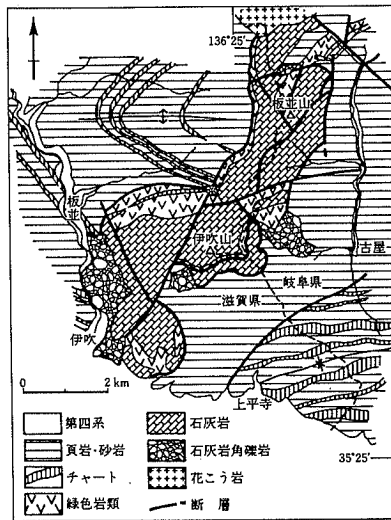 136°25′
板並山
板並
伊吹山
古屋
岐阜県
滋賀県
伊吹
0 2 km
上平寺
35°25′
第四系
頁岩・砂岩
チャート
緑色岩類
石灰岩
石灰岩角礫岩
花こう岩
断層